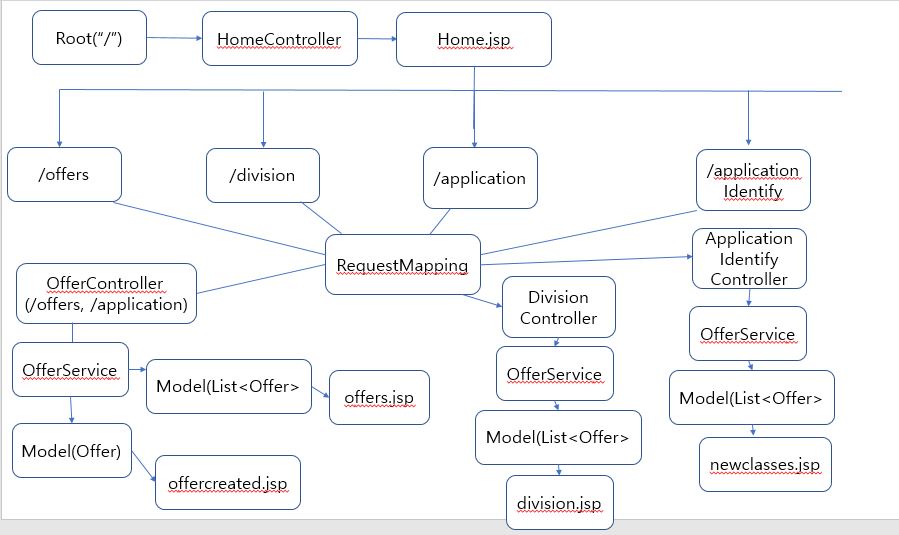 Root(“/”)
HomeController
Home.jsp
/offers
/division
/application
/application
Identify
RequestMapping
OfferController
(/offers, /application)
Application
Identify
Controller
Division
Controller
OfferService
OfferService
OfferService
Model(List<Offer>
offers.jsp
Model(List<Offer>
Model(List<Offer>
Model(Offer)
offercreated.jsp
newclasses.jsp
division.jsp